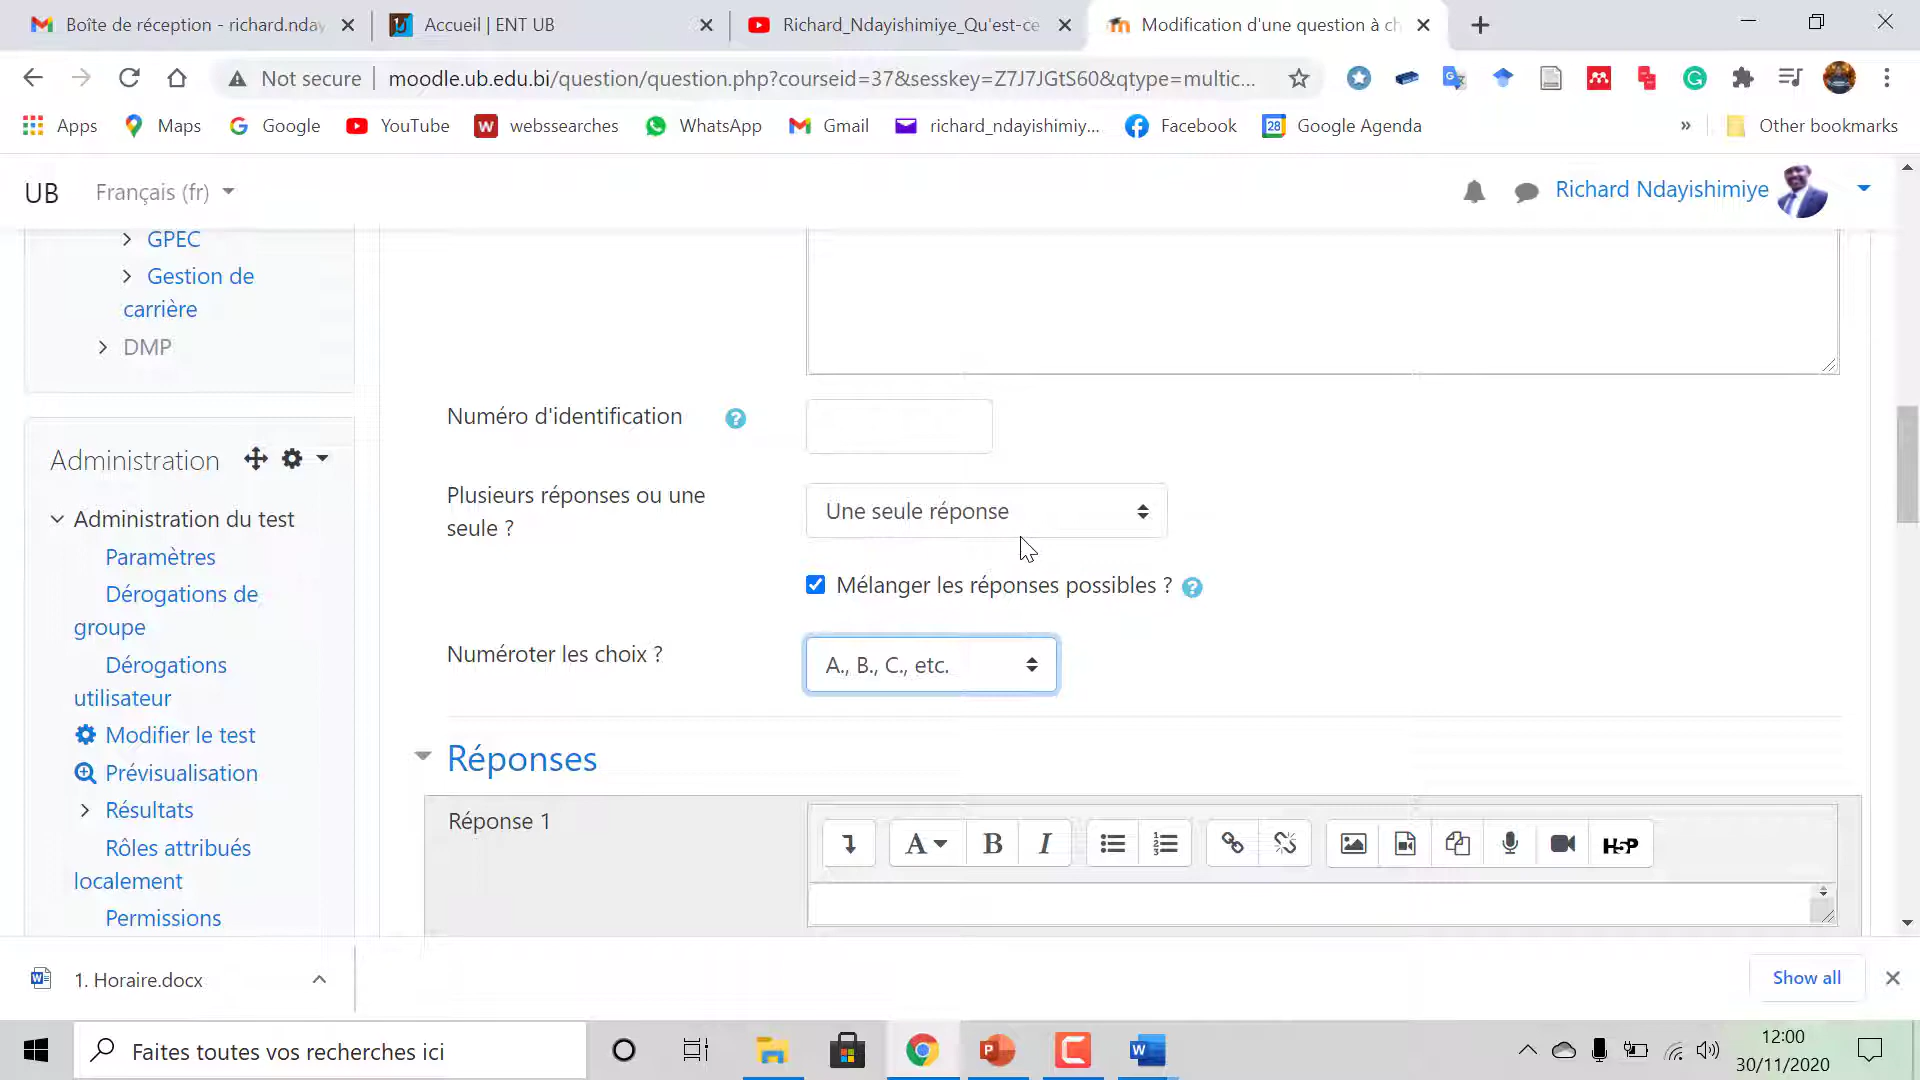 Boîte de réception - richard.nday
Accueil | ENT UB
Richard_Ndayishimiye_Qu'est-ce
Modification d'une question à ch
Not secure
moodle.ub.edu.bi/question/question.php?courseid=37&sesskey=Z7J7JGtS60&qtype=multic...
Apps
Maps
Google
YouTube
webssearches
WhatsApp
Gmail
richard_ndayishimiy...
Facebook
28
Google Agenda
»
Other bookmarks
UB
Français (fr)
Richard Ndayishimiye
GPEC
Gestion de
carrière
DMP
Administration
Administration du test
Paramètres
Dérogations de
groupe
Dérogations
utilisateur
Modifier le test
Prévisualisation
Résultats
Rôles attribués
localement
Permissions
Numéro d'identification
Plusieurs réponses ou une
seule ?
Une seule réponse
Mélanger les réponses possibles ?
Numéroter les choix ?
A., B., C., etc.
Réponses
Réponse 1
A
B
I
H5P
1. Horaire.docx
Show all
Faites toutes vos recherches ici
12:00
30/11/2020